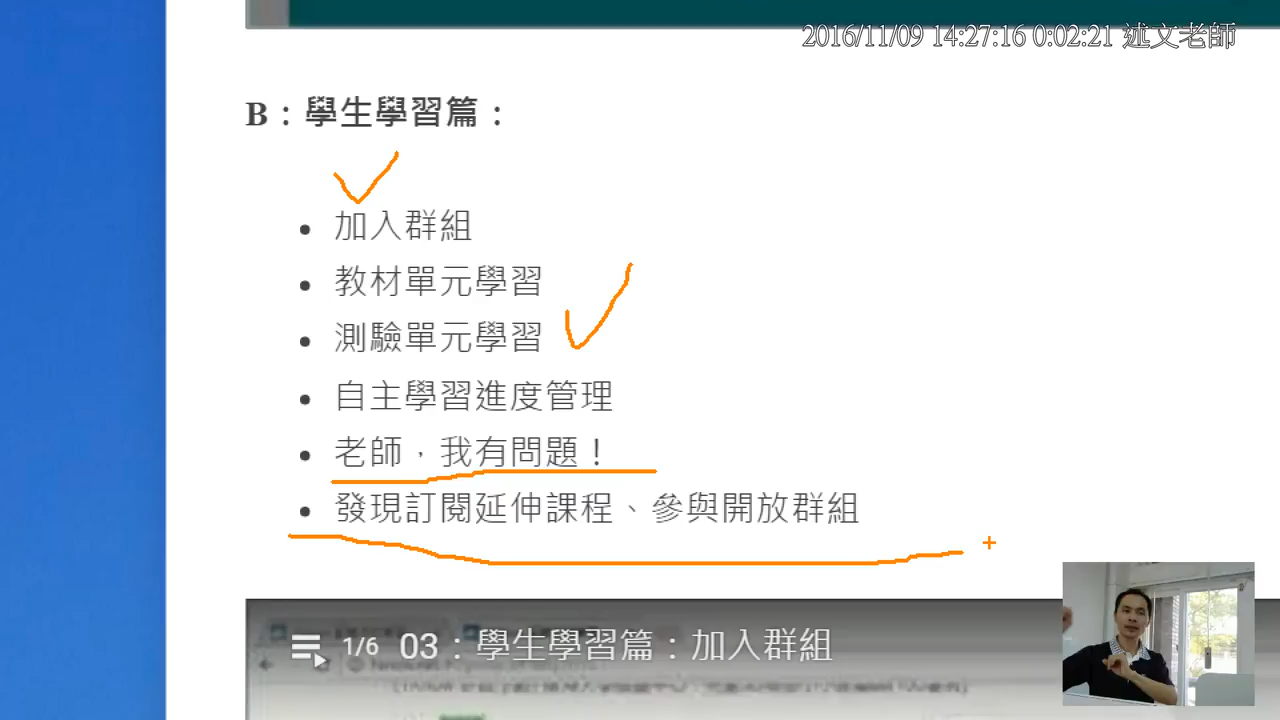 2016/11/09 14:27:16 0:02:21 述文老師
B：學生學習篇：
加入群組
教材單元學習
測驗單元學習
自主學習進度管理
老師，我有問題！
發現訂閱延伸課程、參與開放群組
1/6 03：學生學習篇：加入群組